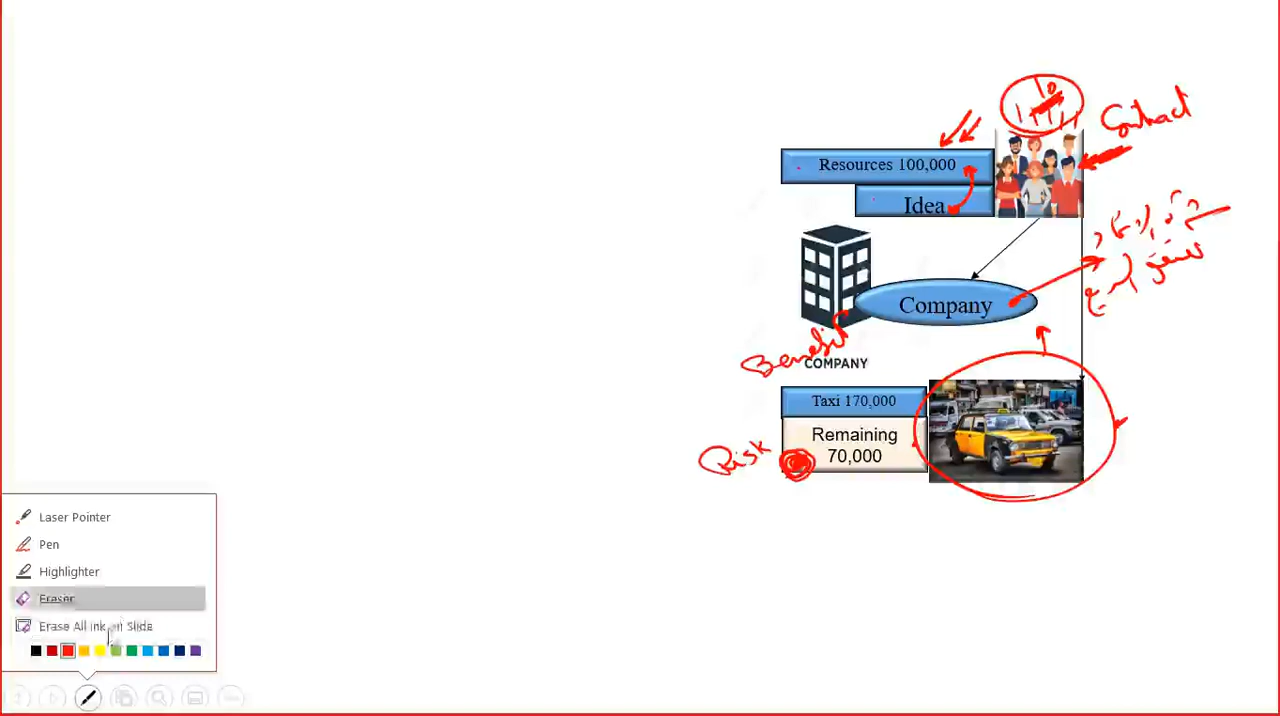 10
Contract
Resources 100,000
Idea
Company
Benefit
COMPANY
Taxi 170,000
Remaining
70,000
Risk
Laser Pointer
Pen
Highlighter
Eraser
Erase All Ink on Slide